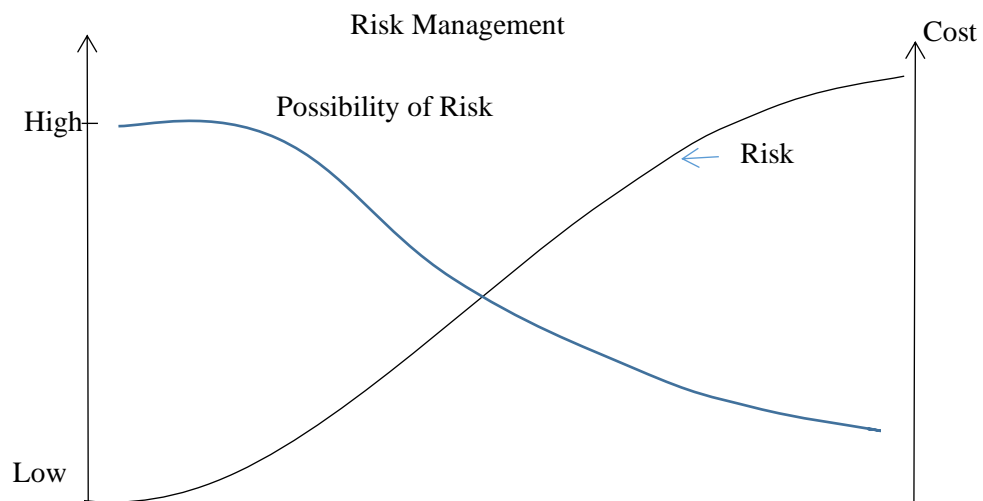 Risk Management
Cost
Possibility of Risk
High
Risk
Low